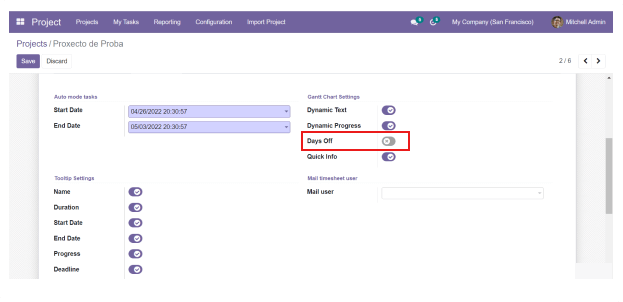 Project Projects My Tasks Reporting Configuration Import Project My Company (San Francisco) Mitchell Admin
Projects / Proxecto de Proba
Save Discard 2 / 6
Auto mode tasks
Start Date 04/26/2022 20:30:57
End Date 05/03/2022 20:30:57
Gantt Chart Settings
Dynamic Text
Dynamic Progress
Days Off
Quick Info
Tooltip Settings
Name
Duration
Start Date
End Date
Progress
Deadline
Mail timesheet user
Mail user